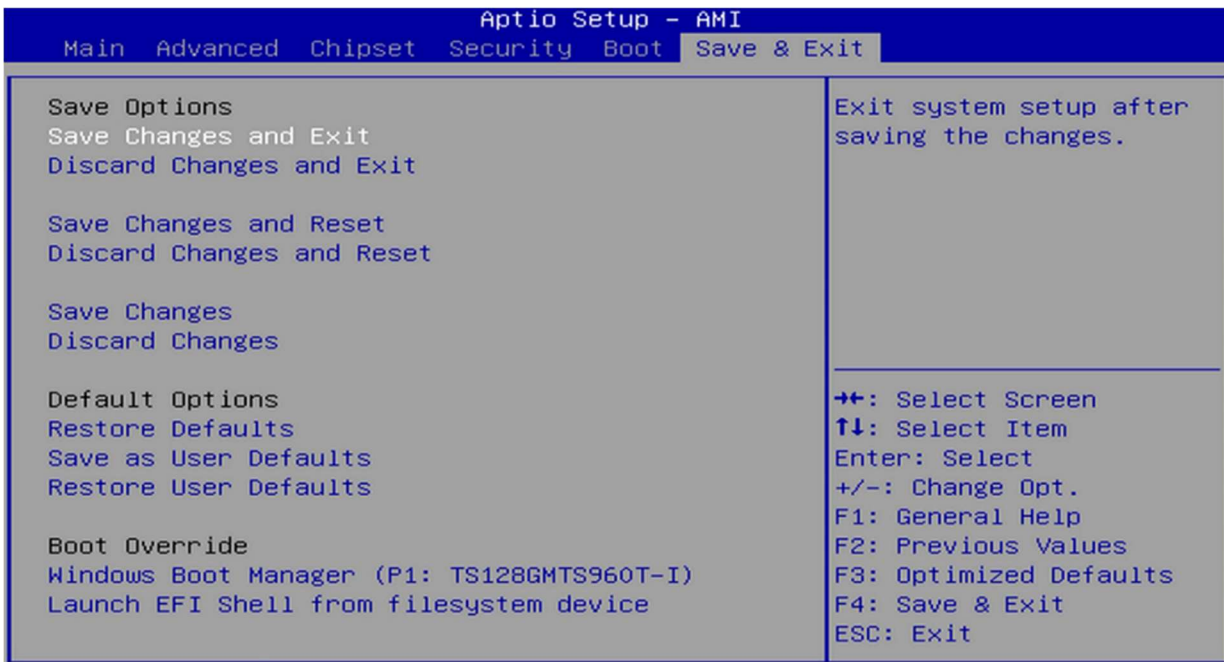 Aptio Setup – AMI
Main Advanced Chipset Security Boot Save & Exit
Save Options
Save Changes and Exit
Discard Changes and Exit
Save Changes and Reset
Discard Changes and Reset
Save Changes
Discard Changes
Default Options
Restore Defaults
Save as User Defaults
Restore User Defaults
Boot Override
Windows Boot Manager (P1: TS128GMTS960T-I)
Launch EFI Shell from filesystem device
Exit system setup after
saving the changes.
→←: Select Screen
↑↓: Select Item
Enter: Select
+/-: Change Opt.
F1: General Help
F2: Previous Values
F3: Optimized Defaults
F4: Save & Exit
ESC: Exit